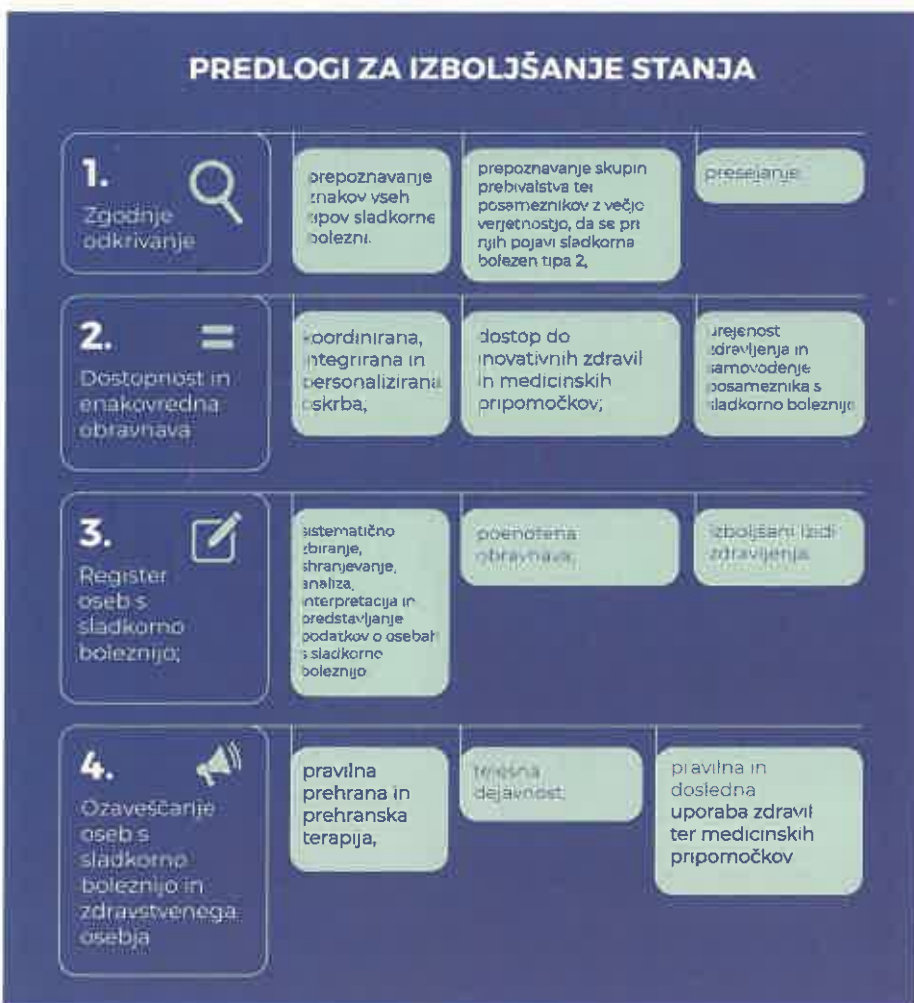 PREDLOGI ZA IZBOLJŠANJE STANJA
1.
Zgodnje
odkrivanje
prepoznavanje
znakov vseh
tipov sladkorne
bolezni.
prepoznavanje skupin
prebivalstva ter
posameznikov z večjo
verjetnostjo, da se pri
njih pojavi sladkorna
bolezen tipa 2,
presejanje.
2.
Dostopnost in
enakovredna
obravnava
koordinirana,
integrirana in
personalizirana
oskrba;
dostop do
inovativnih zdravil
in medicinskih
pripomočkov;
urejenost
zdravljenja in
samovodenje
posameznika s
sladkorno boleznijo
3.
Register
oseb s
sladkorno
boleznijo;
sistematično
zbiranje,
shranjevanje,
analiza,
interpretacija in
predstavljanje
podatkov o osebah
s sladkorno
boleznijo
poenotena
obravnava;
izboljšani izidi
zdravljenja
4.
Ozaveščanje
oseb s
sladkorno
boleznijo in
zdravstvenega
osebja
pravilna
prehrana in
prehranska
terapija,
telesna
dejavnost;
pravilna in
dosledna
uporaba zdravil
ter medicinskih
pripomočkov